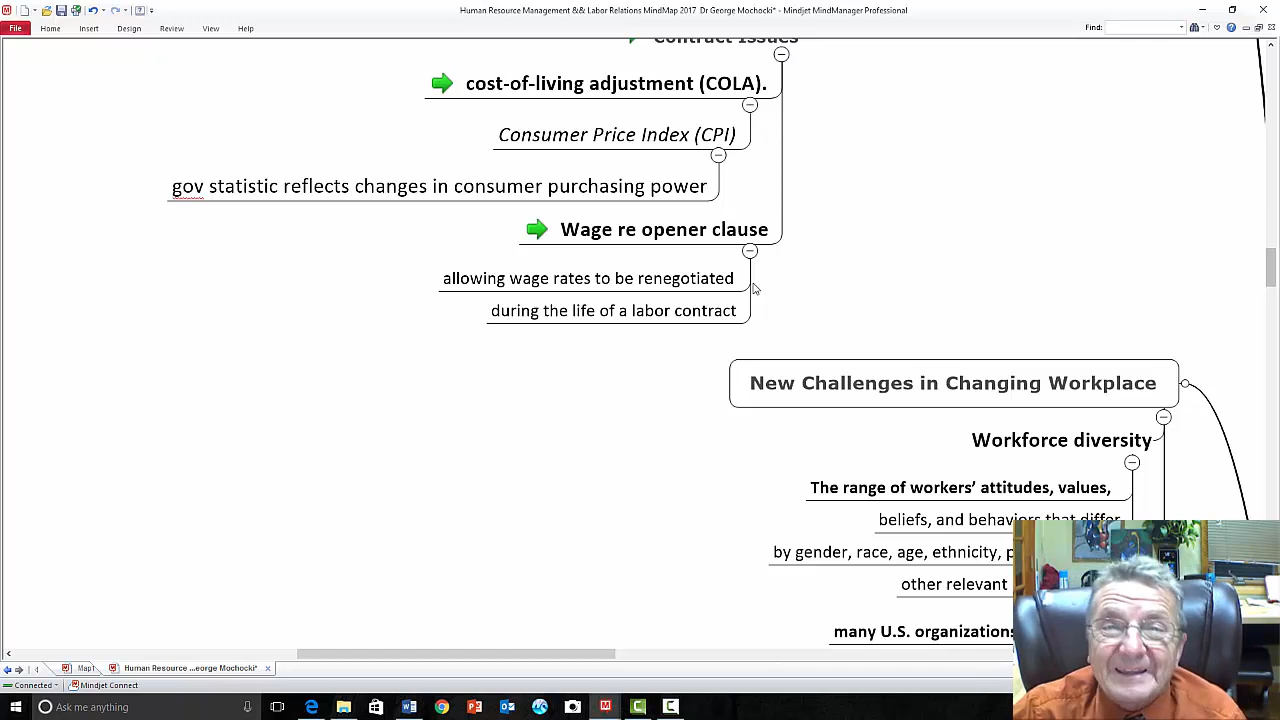 Human Resource Management && Labor Relations MindMap 2017 Dr George Mochocki* - Mindjet MindManager Professional
File Home Insert Design Review View Help Find:
Contract Issues
cost-of-living adjustment (COLA).
Consumer Price Index (CPI)
gov statistic reflects changes in consumer purchasing power
Wage re opener clause
allowing wage rates to be renegotiated
during the life of a labor contract
New Challenges in Changing Workplace
Workforce diversity
The range of workers’ attitudes, values,
beliefs, and behaviors that differ
by gender, race, age, ethnicity,
other relevant
many U.S. organizations
Map1 Human Resource ...eorge Mochocki*
Connected Mindjet Connect
Ask me anything